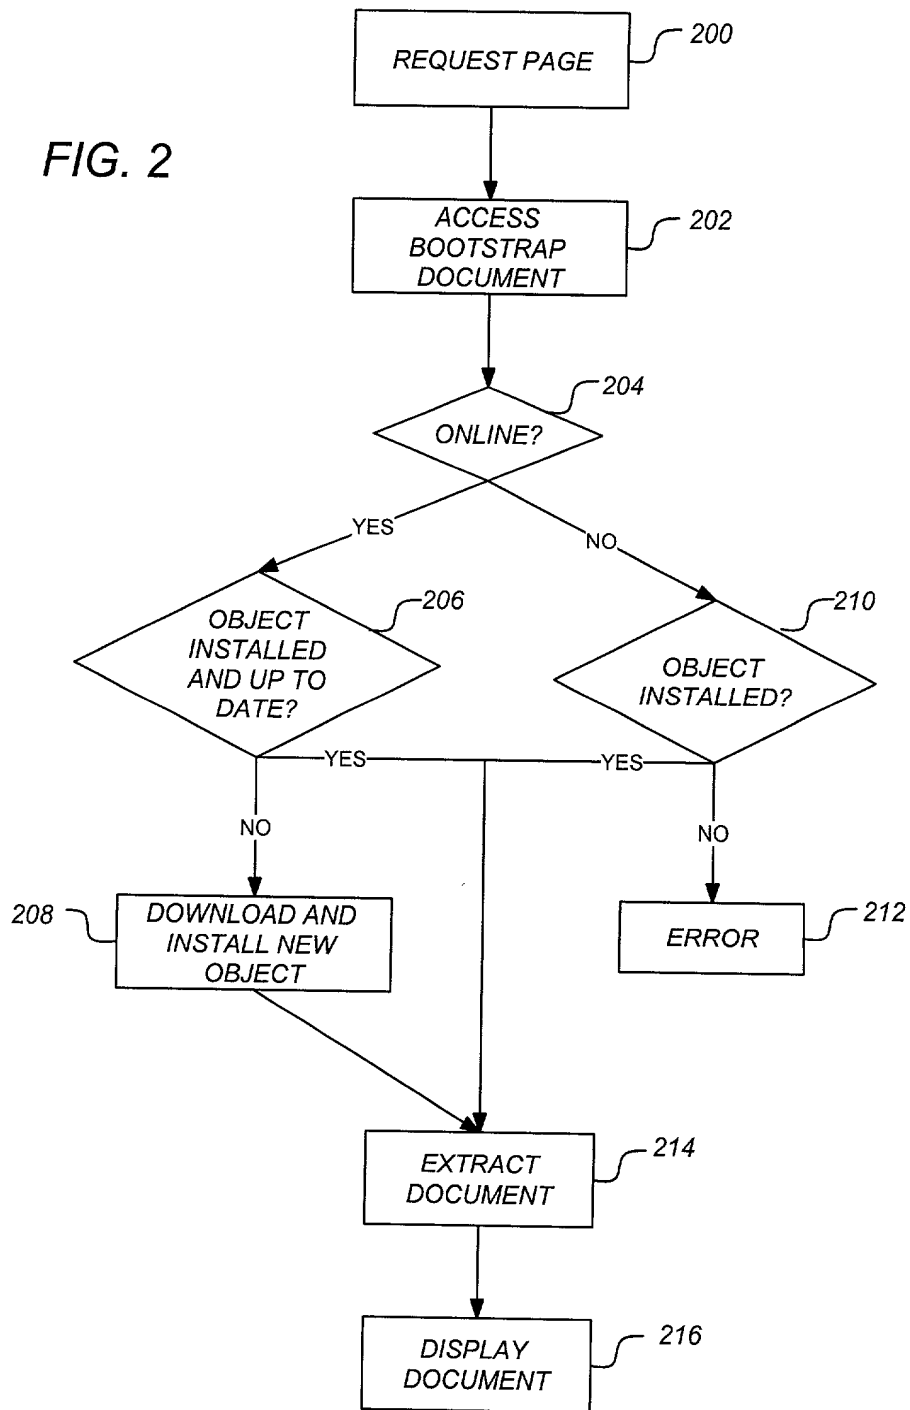 REQUEST PAGE
200
FIG. 2
ACCESS
BOOTSTRAP
DOCUMENT
202
204
ONLINE?
YES
NO
206
OBJECT
INSTALLED
AND UP TO
DATE?
210
OBJECT
INSTALLED?
YES
YES
NO
NO
208
DOWNLOAD AND
INSTALL NEW
OBJECT
ERROR
212
EXTRACT
DOCUMENT
214
DISPLAY
DOCUMENT
216